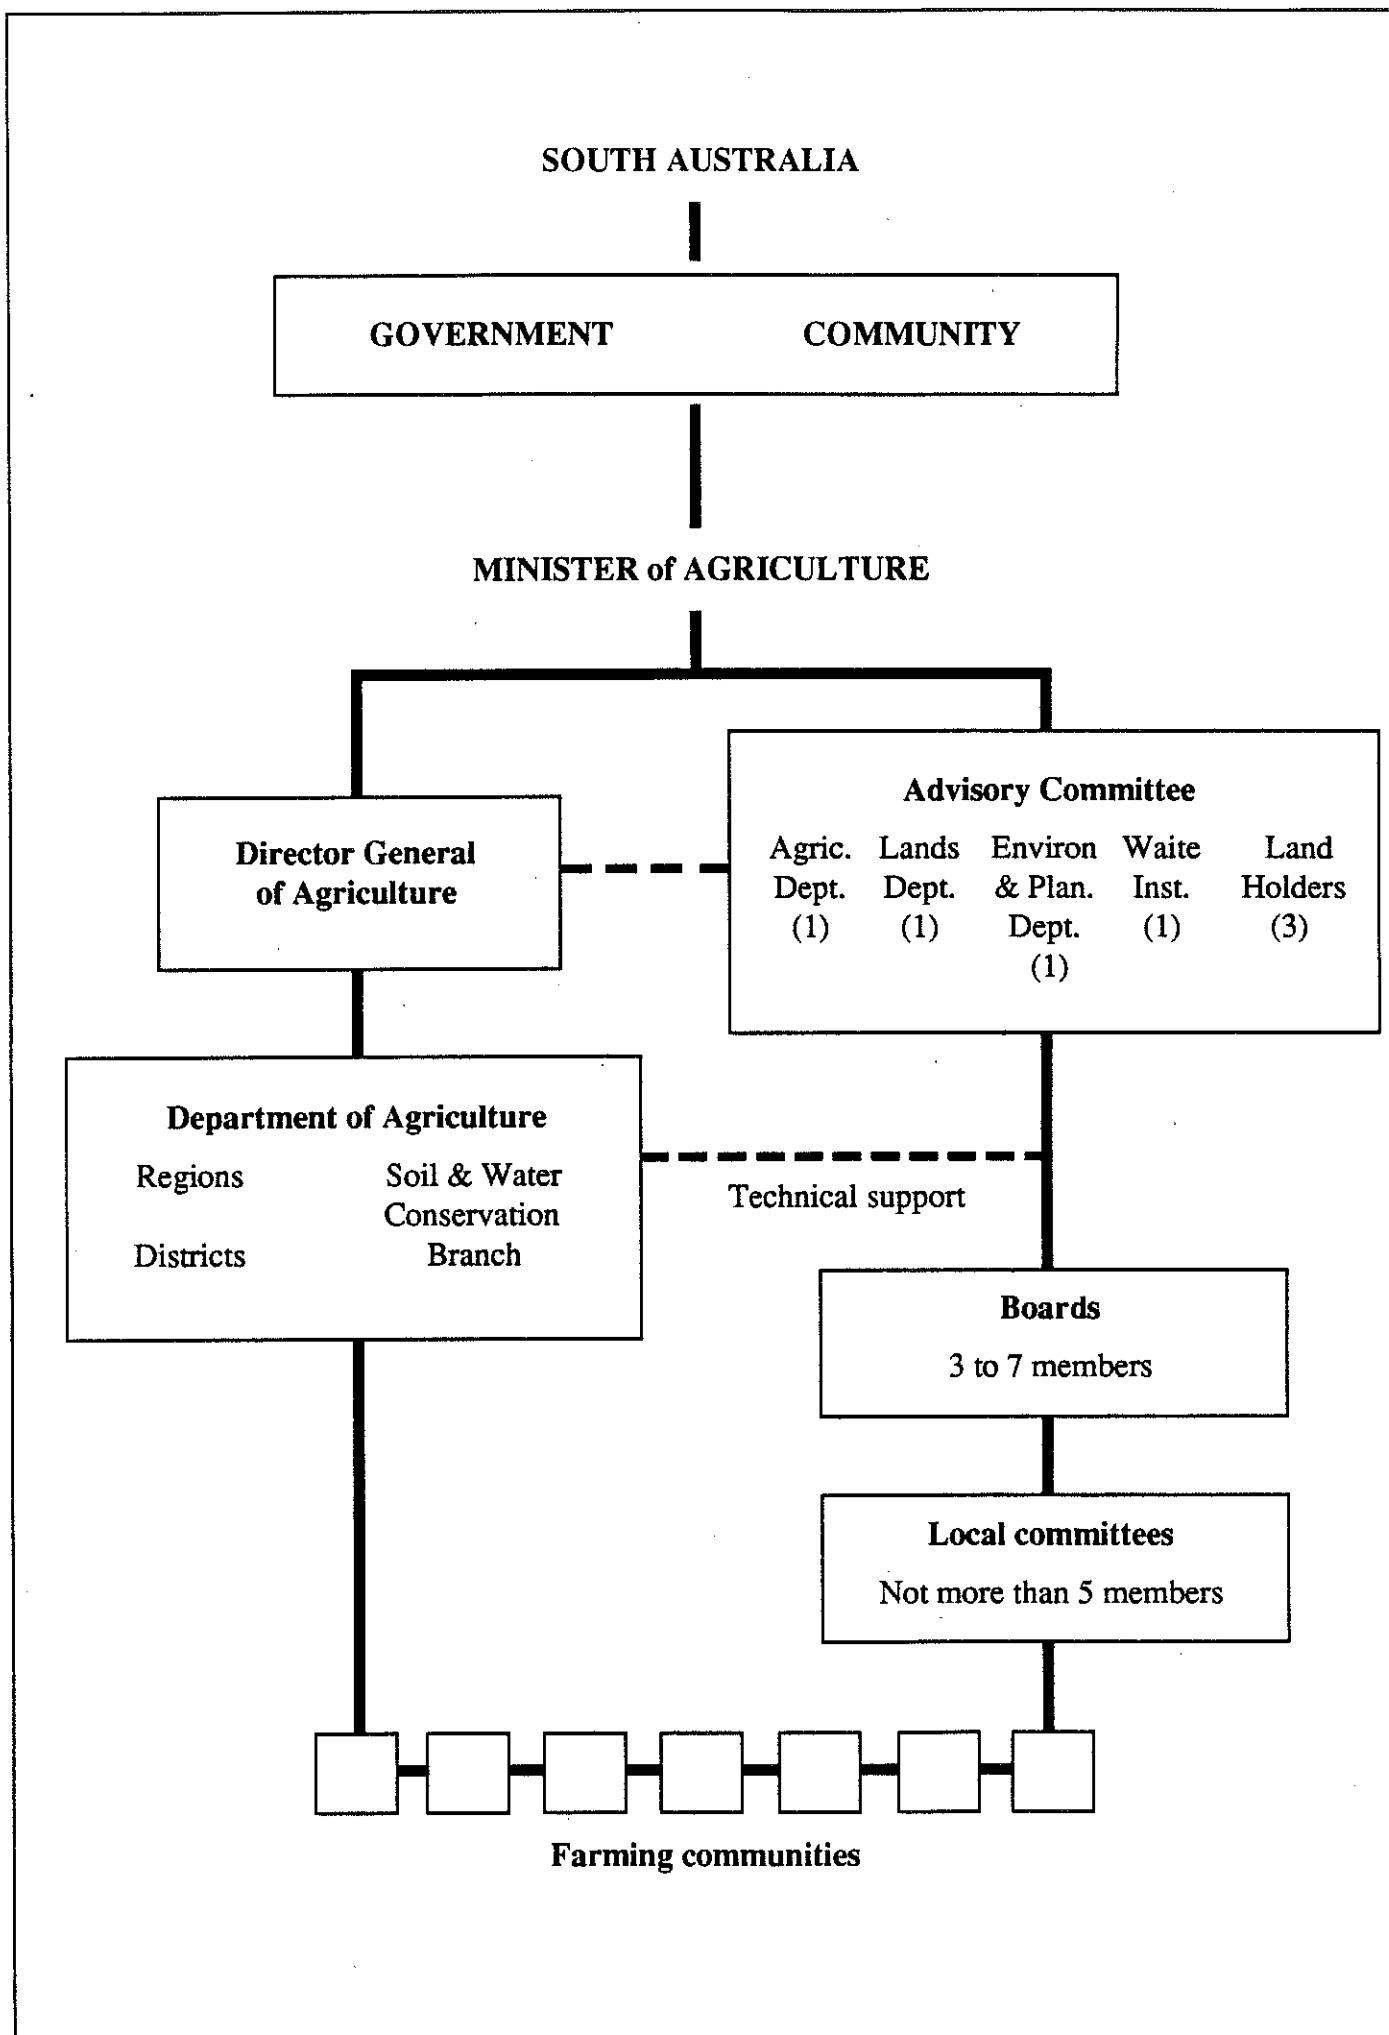 SOUTH AUSTRALIA
GOVERNMENT COMMUNITY
MINISTER of AGRICULTURE
Director General
of Agriculture
Advisory Committee
Agric. Lands Environ Waite Land
Dept. Dept. & Plan. Inst. Holders
(1) (1) Dept. (1) (3)
(1)
Department of Agriculture
Regions Soil & Water
Conservation
Districts Branch
Technical support
Boards
3 to 7 members
Local committees
Not more than 5 members
Farming communities